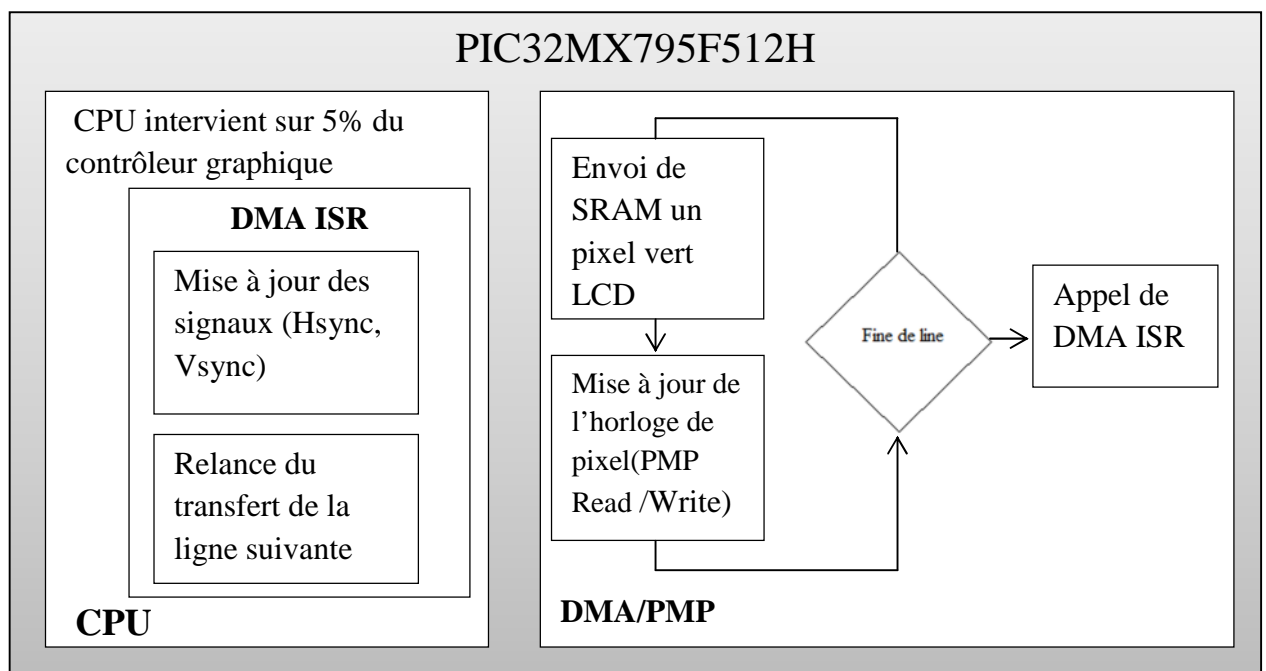 PIC32MX795F512H
CPU intervient sur 5% du
contrôleur graphique
DMA ISR
Mise à jour des
signaux (Hsync,
Vsync)
Relance du
transfert de la
ligne suivante
CPU
Envoi de
SRAM un
pixel vert
LCD
Mise à jour de
l’horloge de
pixel(PMP
Read /Write)
Fine de line
Appel de
DMA ISR
DMA/PMP